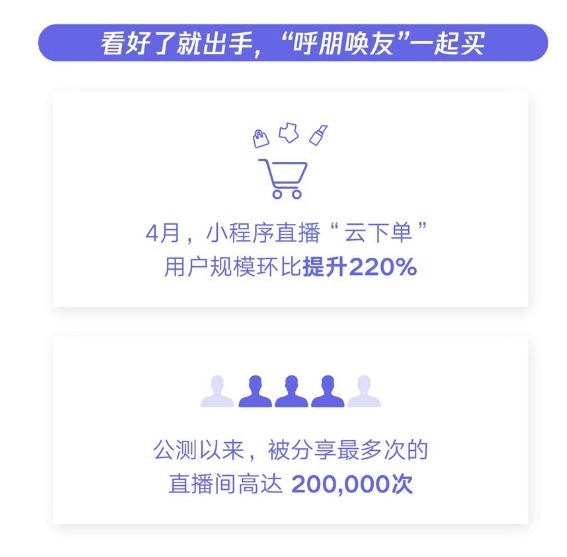 看好了就出手，“呼朋唤友”一起买
4月，小程序直播“云下单”
用户规模环比提升220%
公测以来，被分享最多次的
直播间高达 200,000次